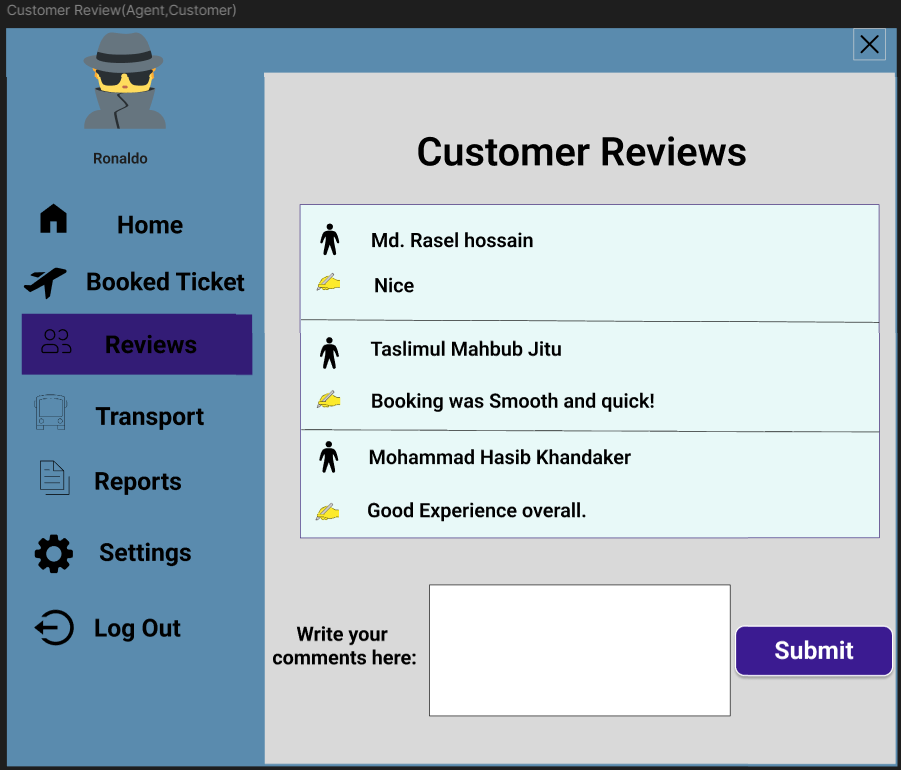 Customer Review(Agent,Customer)
Ronaldo
Home
Booked Ticket
Reviews
Transport
Reports
Settings
Log Out
Customer Reviews
Md. Rasel hossain
Nice
Taslimul Mahbub Jitu
Booking was Smooth and quick!
Mohammad Hasib Khandaker
Good Experience overall.
Write your
comments here:
Submit